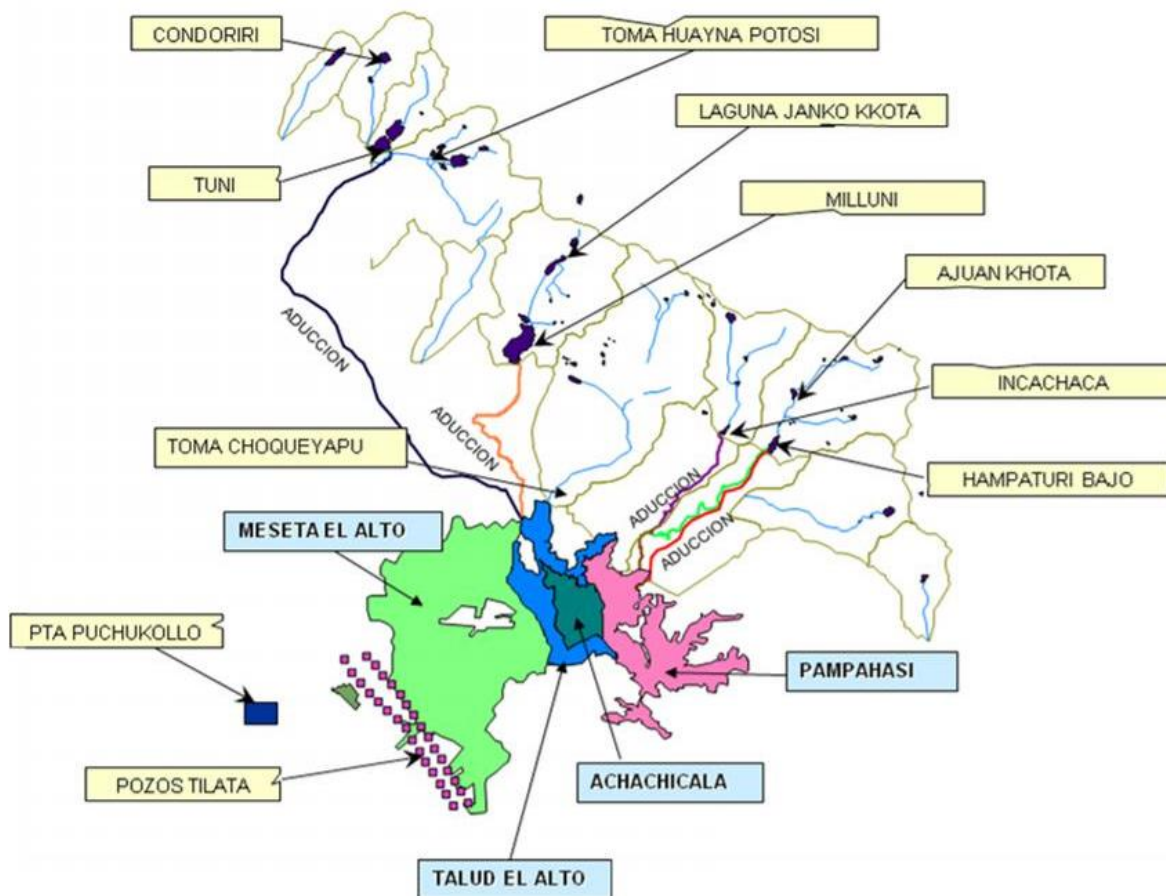 CONDORIRI
TOMA HUAYNA POTOSI
LAGUNA JANKO KKOTA
TUNI
MILLUNI
AJUAN KHOTA
ADUCCION
INCACHACA
ADUCCION
TOMA CHOQUEYAPU
HAMPATURI BAJO
ADUCCION
ADUCCION
MESETA EL ALTO
PTA PUCHUKOLLO
PAMPAHASI
POZOS TILATA
ACHACHICALA
TALUD EL ALTO